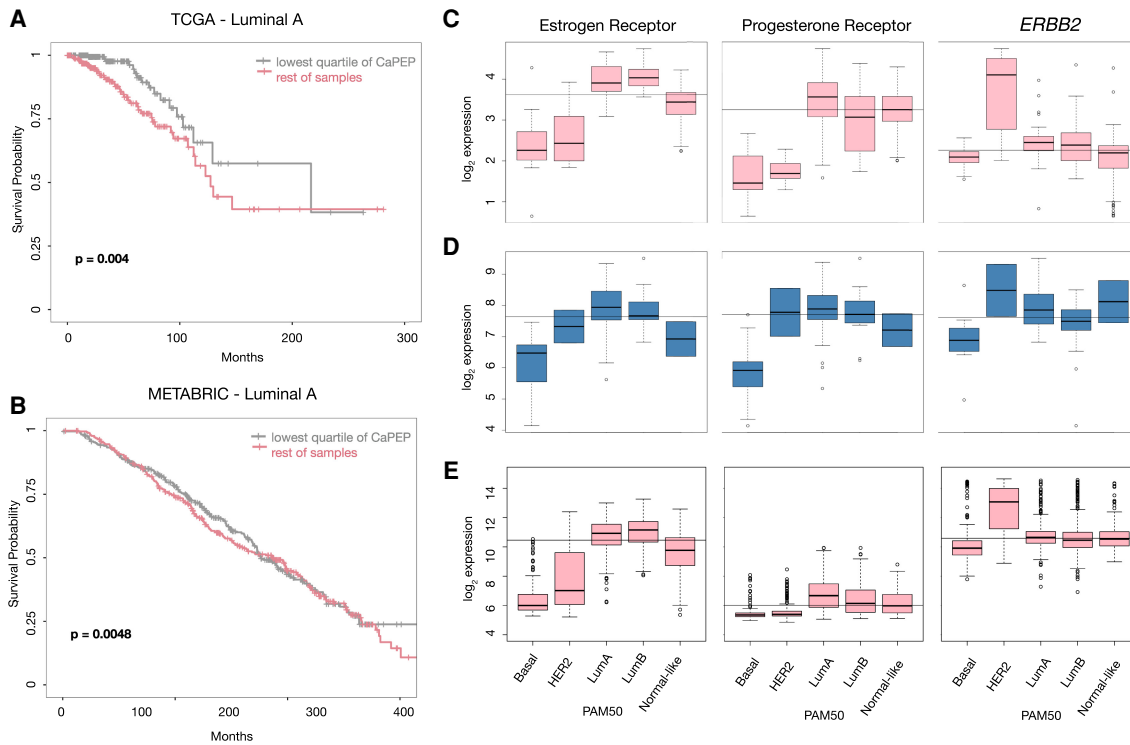 A
TCGA - Luminal A
lowest quartile of CaPEP
rest of samples
Survival Probability
1
0.75
0.5
0.25
0
p = 0.004
0
100
200
300
Months
B
METABRIC - Luminal A
lowest quartile of CaPEP
rest of samples
Survival Probability
1
0.75
0.5
0.25
0
p = 0.0048
0
100
200
300
400
Months
C
Estrogen Receptor
Progesterone Receptor
ERBB2
log2 expression
4
3
2
1
D
log2 expression
9
8
7
6
5
4
E
log2 expression
14
12
10
8
6
4
Basal
HER2
LumA
LumB
Normal-like
Basal
HER2
LumA
LumB
Normal-like
Basal
HER2
LumA
LumB
Normal-like
PAM50
PAM50
PAM50